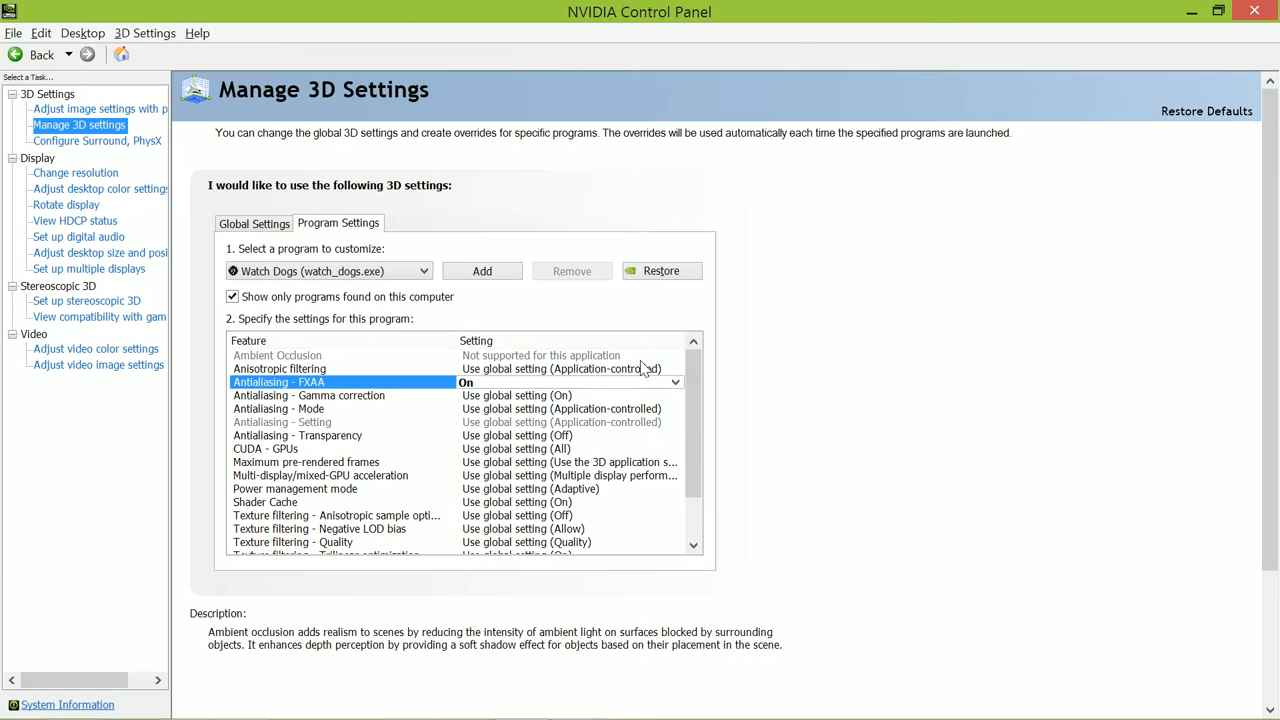 NVIDIA Control Panel
File Edit Desktop 3D Settings Help
Back
Select a Task...
3D Settings
Adjust image settings with p
Manage 3D settings
Configure Surround, PhysX
Display
Change resolution
Adjust desktop color settings
Rotate display
View HDCP status
Set up digital audio
Adjust desktop size and posi
Set up multiple displays
Stereoscopic 3D
Set up stereoscopic 3D
View compatibility with gam
Video
Adjust video color settings
Adjust video image settings
System Information
Manage 3D Settings
Restore Defaults
You can change the global 3D settings and create overrides for specific programs. The overrides will be used automatically each time the specified programs are launched.
I would like to use the following 3D settings:
Global Settings Program Settings
1. Select a program to customize:
Watch Dogs (watch_dogs.exe) Add Remove Restore
Show only programs found on this computer
2. Specify the settings for this program:
Feature Setting
Ambient Occlusion Not supported for this application
Anisotropic filtering Use global setting (Application-controlled)
Antialiasing - FXAA On
Antialiasing - Gamma correction Use global setting (On)
Antialiasing - Mode Use global setting (Application-controlled)
Antialiasing - Setting Use global setting (Application-controlled)
Antialiasing - Transparency Use global setting (Off)
CUDA - GPUs Use global setting (All)
Maximum pre-rendered frames Use global setting (Use the 3D application s...
Multi-display/mixed-GPU acceleration Use global setting (Multiple display perform...
Power management mode Use global setting (Adaptive)
Shader Cache Use global setting (On)
Texture filtering - Anisotropic sample opti... Use global setting (Off)
Texture filtering - Negative LOD bias Use global setting (Allow)
Texture filtering - Quality Use global setting (Quality)
Texture filtering - Trilinear optimization Use global setting (On)
Description:
Ambient occlusion adds realism to scenes by reducing the intensity of ambient light on surfaces blocked by surrounding
objects. It enhances depth perception by providing a soft shadow effect for objects based on their placement in the scene.